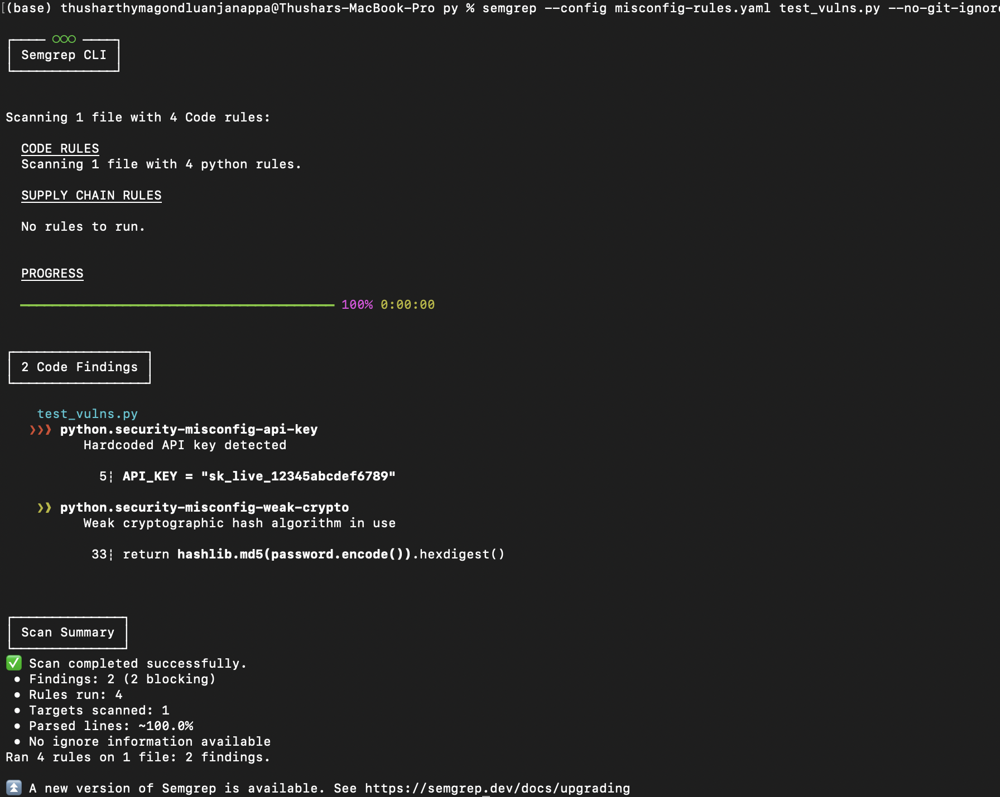 (base) thusharthymagondluanjanappa@Thushars-MacBook-Pro py % semgrep --config misconfig-rules.yaml test_vulns.py --no-git-ignore
○○○
Semgrep CLI
Scanning 1 file with 4 Code rules:
CODE RULES
Scanning 1 file with 4 python rules.
SUPPLY CHAIN RULES
No rules to run.
PROGRESS
100% 0:00:00
2 Code Findings
test_vulns.py
❯❯❱ python.security-misconfig-api-key
Hardcoded API key detected
5┆ API_KEY = "sk_live_12345abcdef6789"
❯❱ python.security-misconfig-weak-crypto
Weak cryptographic hash algorithm in use
33┆ return hashlib.md5(password.encode()).hexdigest()
Scan Summary
✅ Scan completed successfully.
• Findings: 2 (2 blocking)
• Rules run: 4
• Targets scanned: 1
• Parsed lines: ~100.0%
• No ignore information available
Ran 4 rules on 1 file: 2 findings.
⏫ A new version of Semgrep is available. See https://semgrep.dev/docs/upgrading